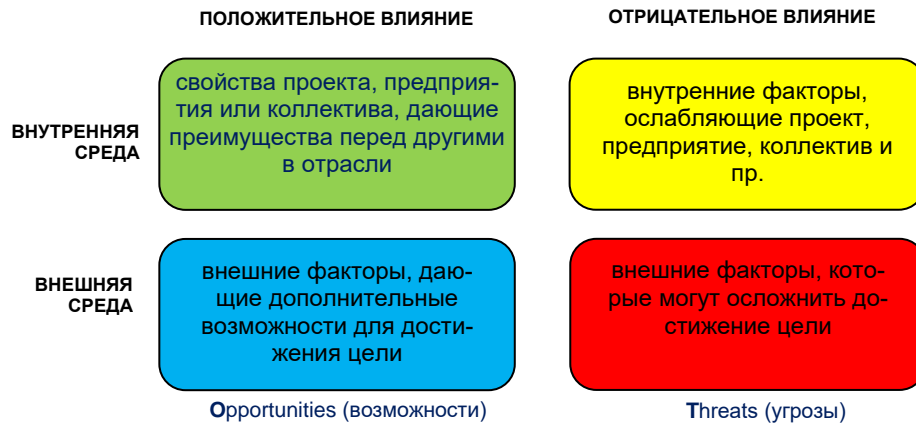 ПОЛОЖИТЕЛЬНОЕ ВЛИЯНИЕ
ОТРИЦАТЕЛЬНОЕ ВЛИЯНИЕ
ВНУТРЕННЯЯ
СРЕДА
свойства проекта, предприя-
тия или коллектива, дающие
преимущества перед другими
в отрасли
внутренние факторы,
ослабляющие проект,
предприятие, коллектив и
пр.
ВНЕШНЯЯ
СРЕДА
внешние факторы, даю-
щие дополнительные
возможности для дости-
жения цели
внешние факторы, кото-
рые могут осложнить до-
стижение цели
Opportunities (возможности)
Threats (угрозы)